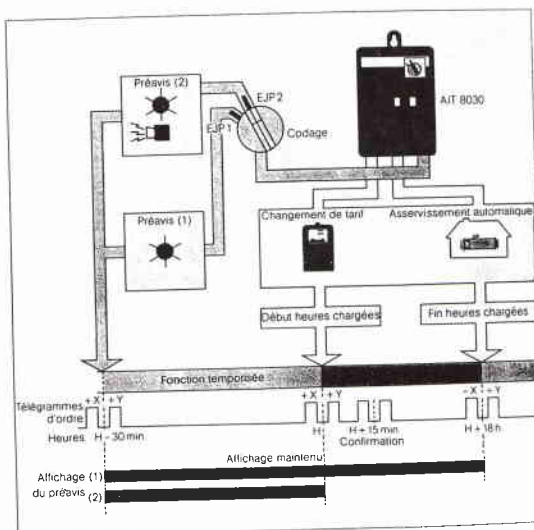 Préavis (2)
EJP2
EJP1
Codage
AJT 8030
Préavis (1)
Changement de tarif
Asservissement automatique
Début heures chargées
Fin heures chargées
Fonction temporisée
Télégrammes d'ordre
+X +Y
+X +Y
-X +Y
Heures
H - 30 min
H
H + 15 min
Confirmation
H + 18 h
Affichage maintenu
Affichage (1)
du préavis (2)